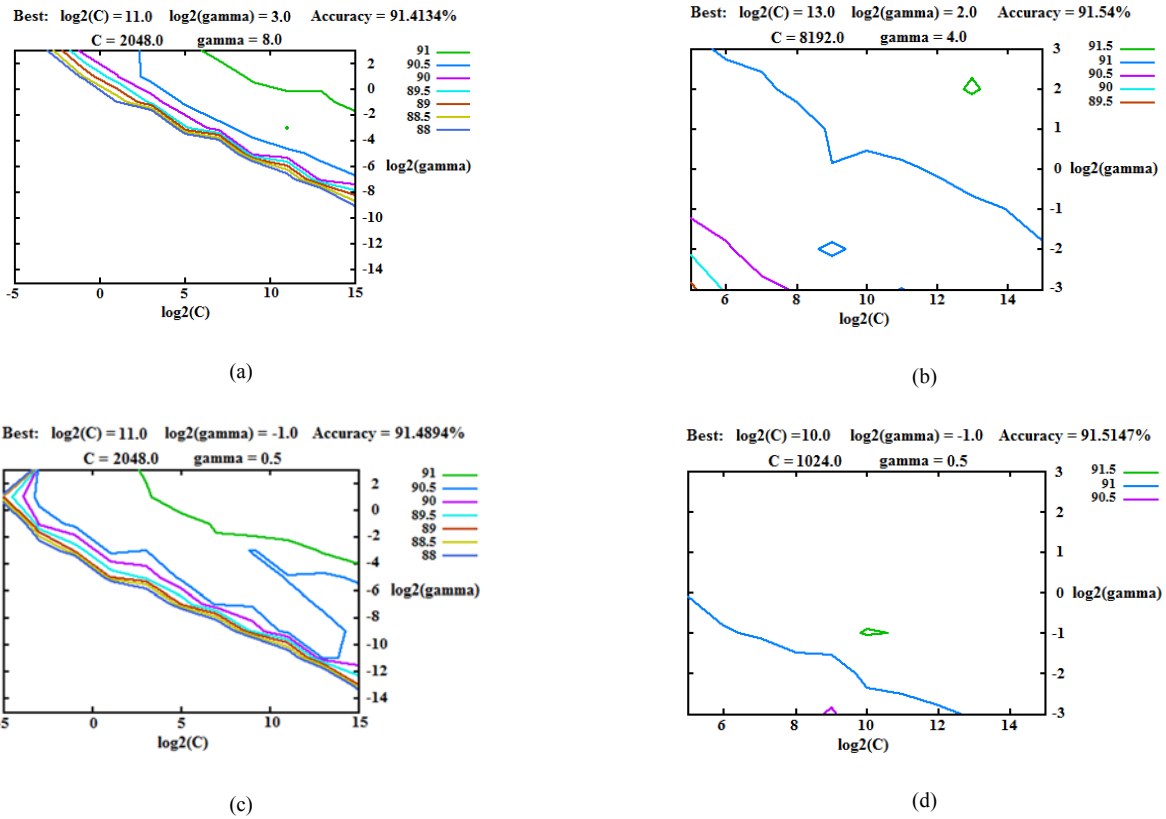 Best: log2(C) = 11.0 log2(gamma) = 3.0 Accuracy = 91.4134%
C = 2048.0 gamma = 8.0
91
90.5
90
89.5
89
88.5
88
2
0
-2
-4
-6
-8
-10
-12
-14
log2(gamma)
-5 0 5 10 15
log2(C)
(a)
Best: log2(C) = 13.0 log2(gamma) = 2.0 Accuracy = 91.54%
C = 8192.0 gamma = 4.0
91.5
91
90.5
90
89.5
3
2
1
0
-1
-2
-3
log2(gamma)
6 8 10 12 14
log2(C)
(b)
Best: log2(C) = 11.0 log2(gamma) = -1.0 Accuracy = 91.4894%
C = 2048.0 gamma = 0.5
91
90.5
90
89.5
89
88.5
88
2
0
-2
-4
-6
-8
-10
-12
-14
log2(gamma)
-5 0 5 10 15
log2(C)
(c)
Best: log2(C) =10.0 log2(gamma) = -1.0 Accuracy = 91.5147%
C = 1024.0 gamma = 0.5
91.5
91
90.5
3
2
1
0
-1
-2
-3
log2(gamma)
6 8 10 12 14
log2(C)
(d)